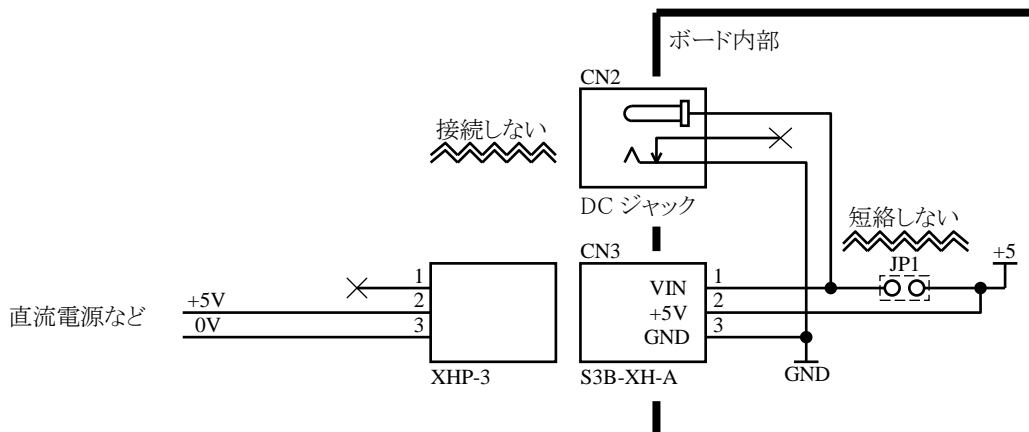 ボード内部
CN2
接続しない
DC ジャック
短絡しない
CN3
JP1
+5
1
VIN
1
直流電源など
+5V
2
+5V
2
0V
3
GND
3
XHP-3
S3B-XH-A
GND